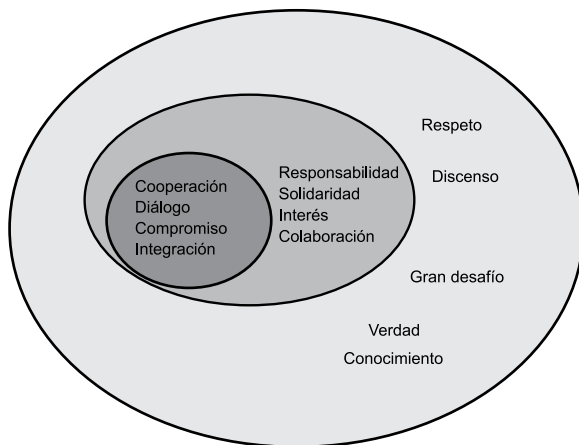 Cooperación
Diálogo
Compromiso
Integración
Responsabilidad
Solidaridad
Interés
Colaboración
Respeto
Discenso
Gran desafío
Verdad
Conocimiento